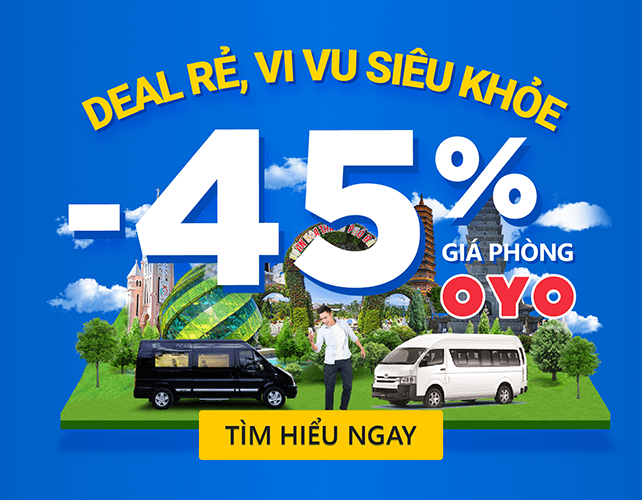 DEAL RẺ, VI VU SIÊU KHỎE
-45%
GIÁ PHÒNG
OYO
TÌM HIỂU NGAY